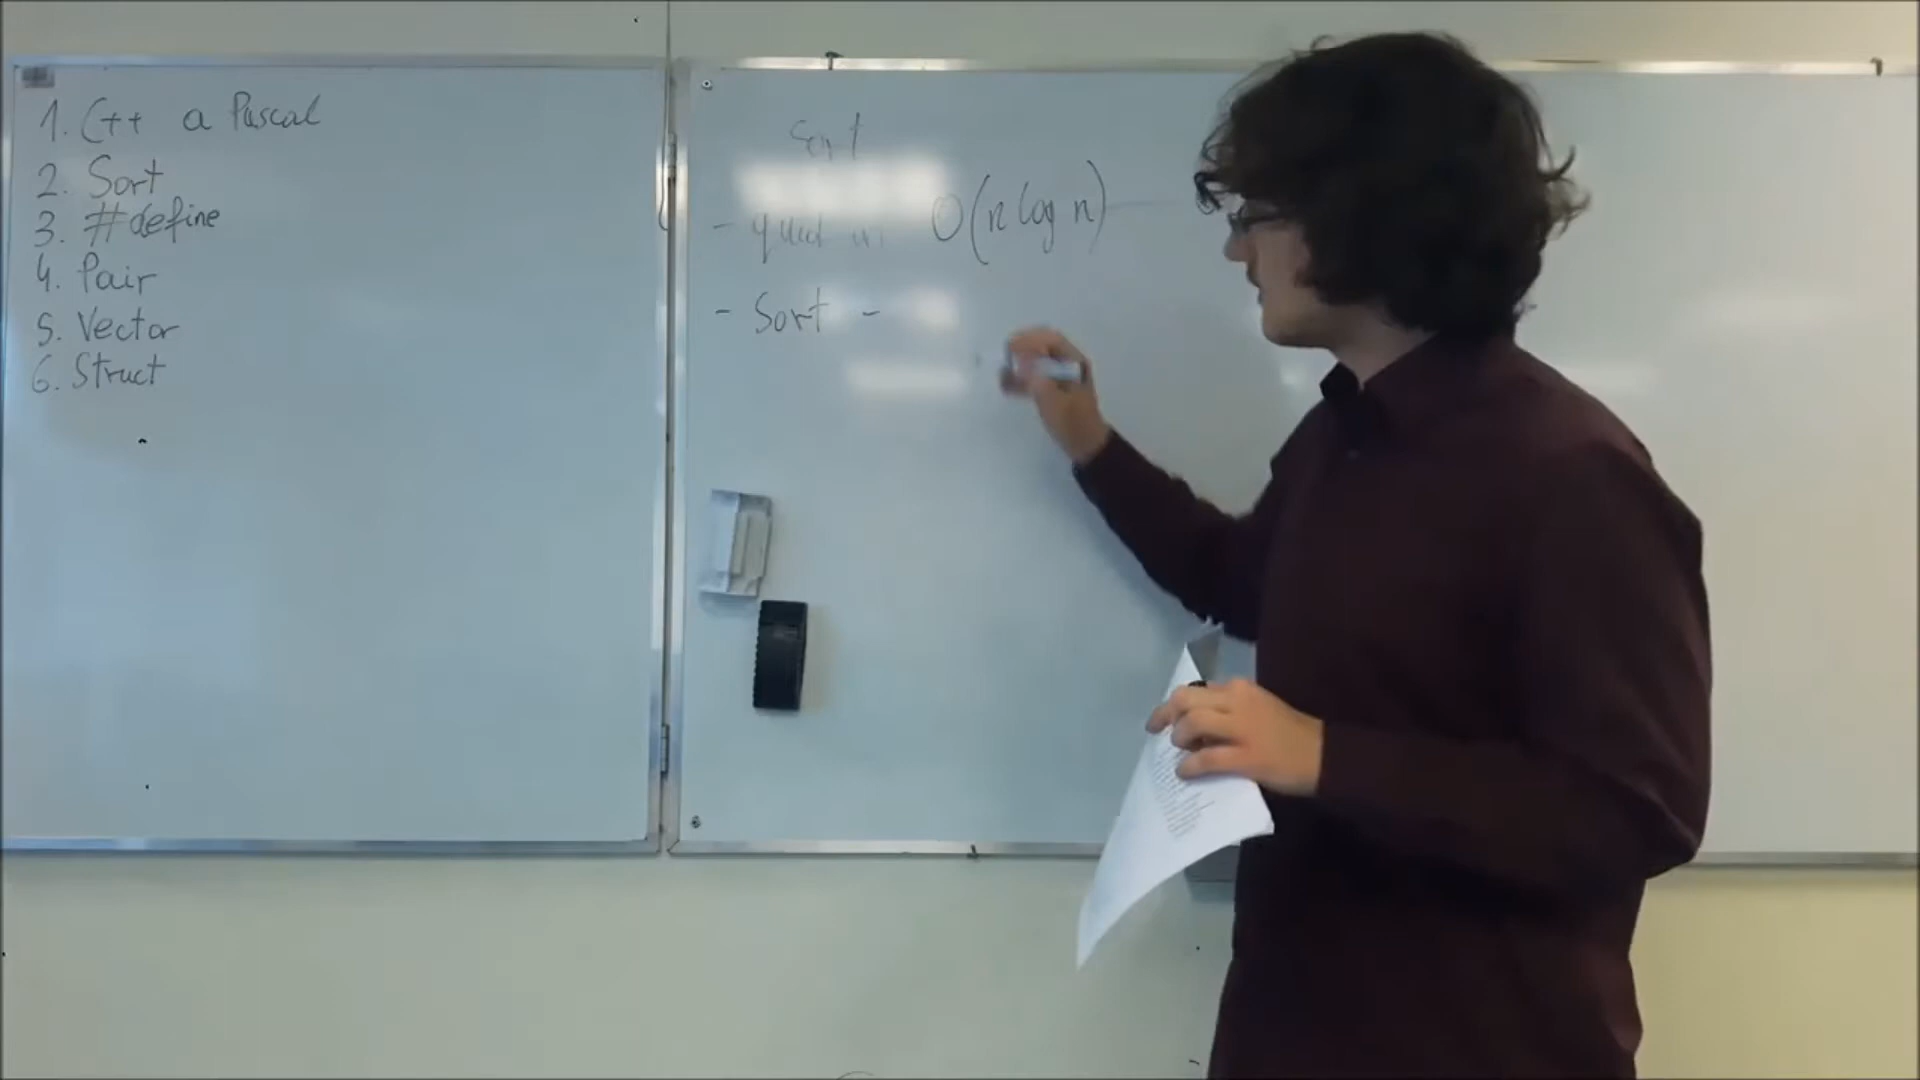 1. C++ a Pascal
2. Sort
3. #define
4. Pair
5. Vector
6. Struct
Sort
- O(n log n)
- Sort -